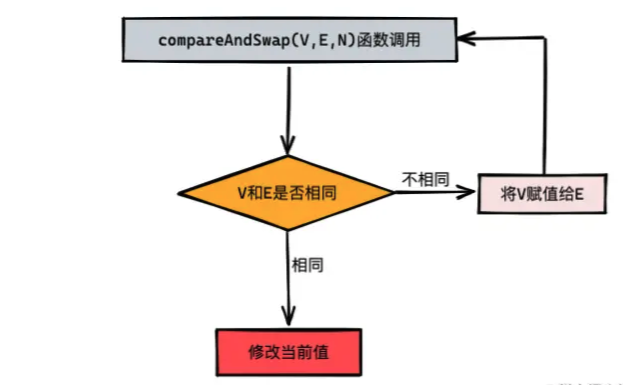 compareAndSwap(V,E,N)函数调用
V和E是否相同
不相同
将V赋值给E
相同
修改当前值